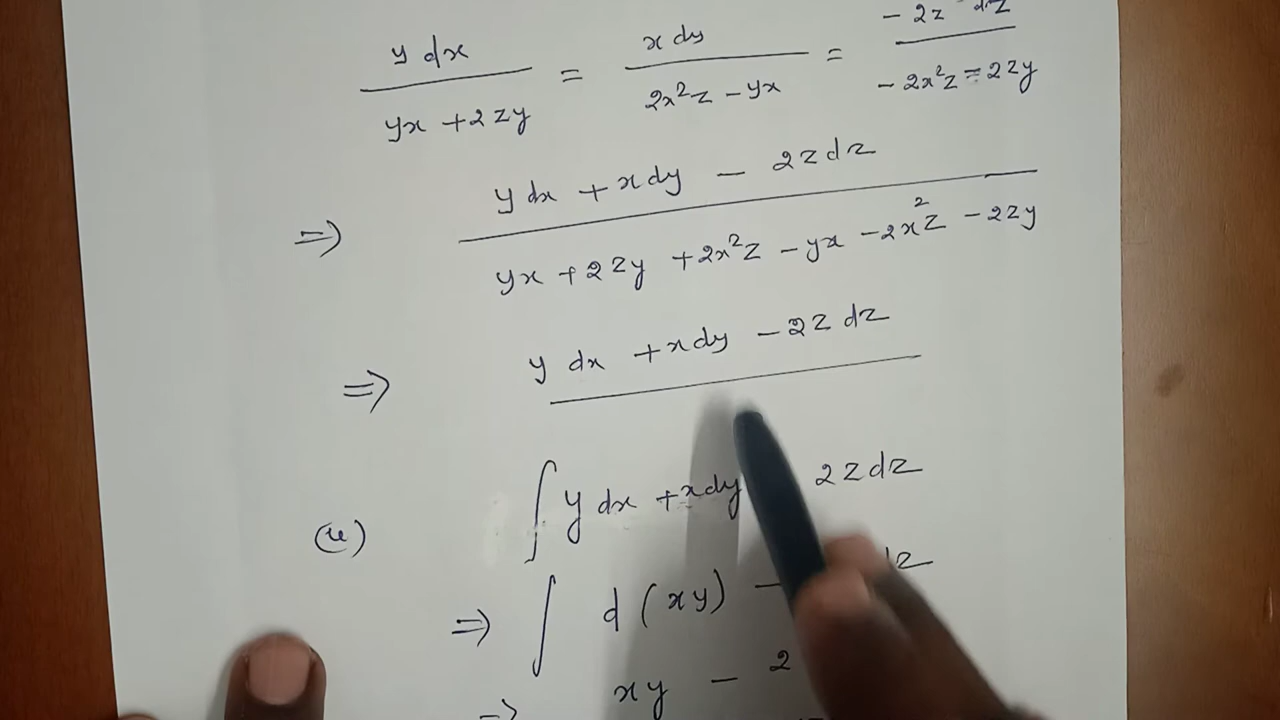 y dx / yx + 2zy = x dy / 2x²z - yx = - 2z dz / - 2x²z - 2zy
=> y dx + x dy - 2z dz / yx + 2zy + 2x²z - yx - 2x²z - 2zy
=> y dx + x dy - 2z dz
∫ y dx + x dy 2z dz
=> ∫ d(xy) - dz
=> xy - 2